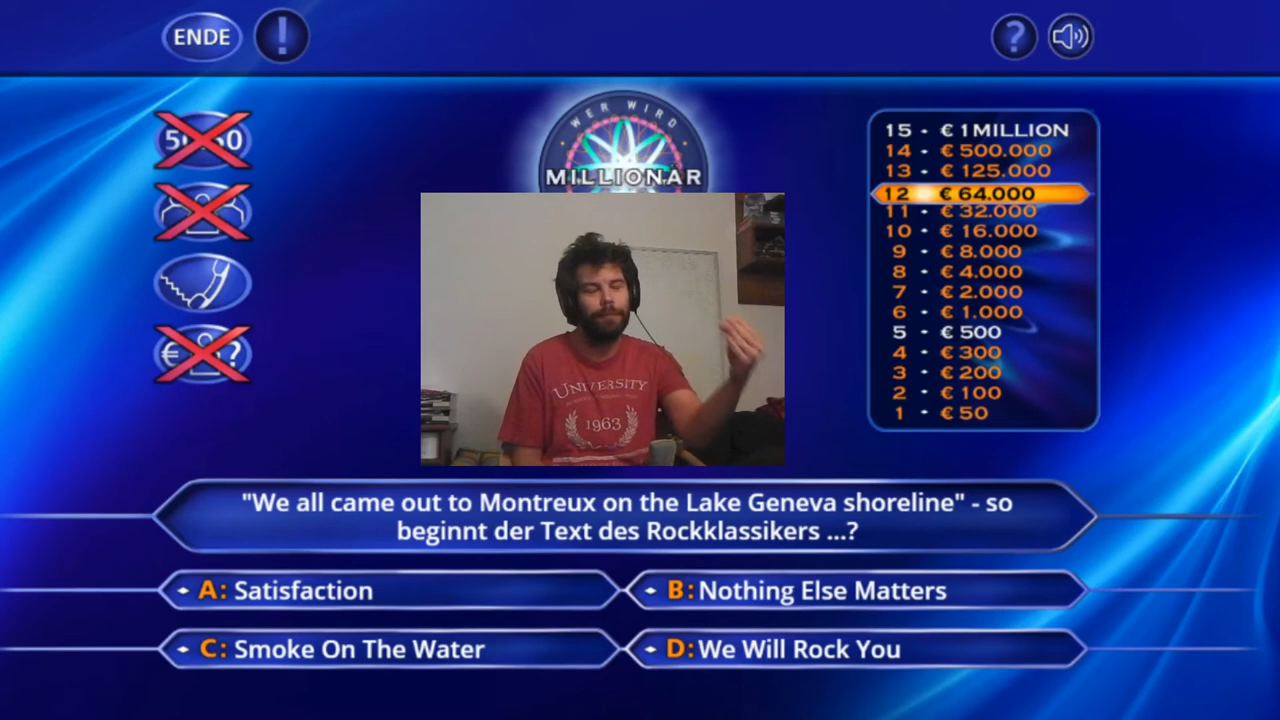 ENDE
!
?
50:50
€ ?
WER WIRD
MILLIONÄR
15 • € 1 MILLION
14 • € 500.000
13 • € 125.000
12 € 64.000
11 • € 32.000
10 • € 16.000
9 • € 8.000
8 • € 4.000
7 • € 2.000
6 • € 1.000
5 • € 500
4 • € 300
3 • € 200
2 • € 100
1 • € 50
UNIVERSITY
1963
"We all came out to Montreux on the Lake Geneva shoreline" - so
beginnt der Text des Rockklassikers ...?
A: Satisfaction
B: Nothing Else Matters
C: Smoke On The Water
D: We Will Rock You